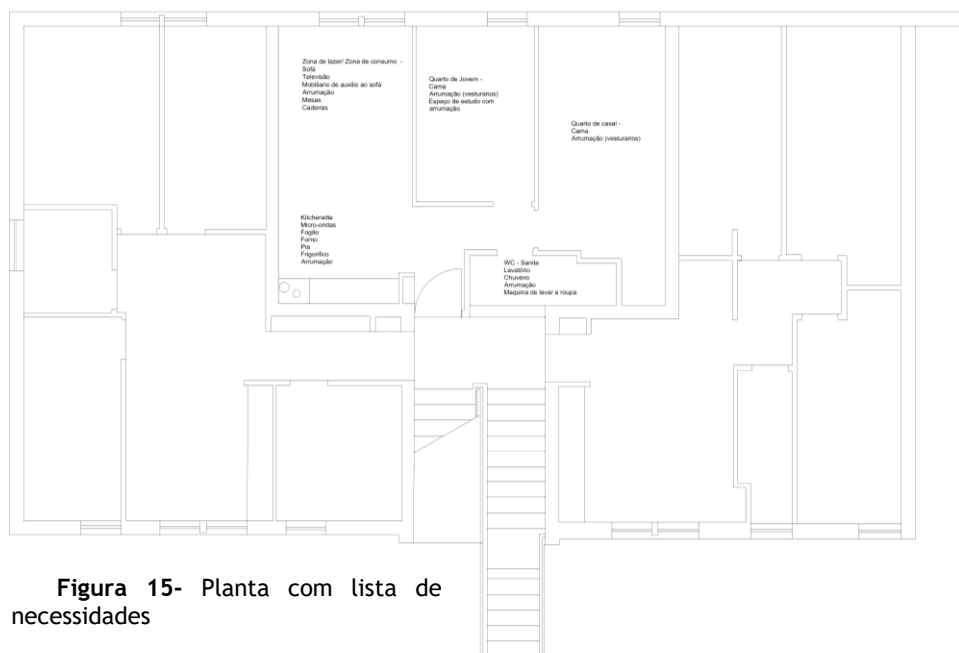 Zona de lazer/ Zona de consumo -
Sofá
Televisão
Mobiliario de auxilio ao sofá
Arrumação
Mesas
Cadeiras
Quarto de Jovem -
Cama
Arrumação (vesturarios)
Espaço de estudo com
arrumação
Quarto de casal -
Cama
Arrumação (vesturarios)
Kitchenette
Micro-ondas
Fogão
Forno
Pia
Frigorífico
Arrumação
WC - Sanita
Lavatório
Chuveiro
Arrumação
Maquina de lavar a roupa
Figura 15- Planta com lista de
necessidades